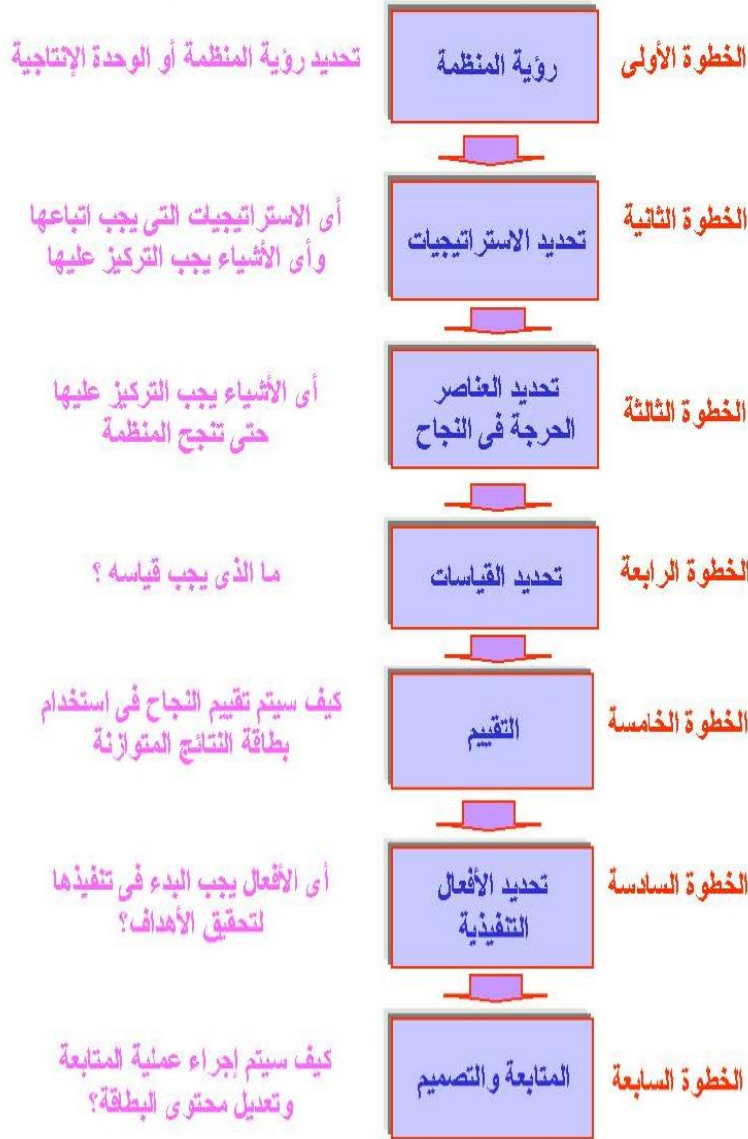 الخطوة الأولى
رؤية المنظمة
تحديد رؤية المنظمة أو الوحدة الإنتاجية
الخطوة الثانية
تحديد الاستراتيجيات
أى الاستراتيجيات التى يجب اتباعها
وأى الأشياء يجب التركيز عليها
الخطوة الثالثة
تحديد العناصر
الحرجة فى النجاح
أى الأشياء يجب التركيز عليها
حتى تنجح المنظمة
الخطوة الرابعة
تحديد القياسات
ما الذى يجب قياسه ؟
الخطوة الخامسة
التقييم
كيف سيتم تقييم النجاح فى استخدام
بطاقة النتائج المتوازنة
الخطوة السادسة
تحديد الأفعال
التنفيذية
أى الأفعال يجب البدء فى تنفيذها
لتحقيق الأهداف؟
الخطوة السابعة
المتابعة والتصميم
كيف سيتم إجراء عملية المتابعة
وتعديل محتوى البطاقة؟